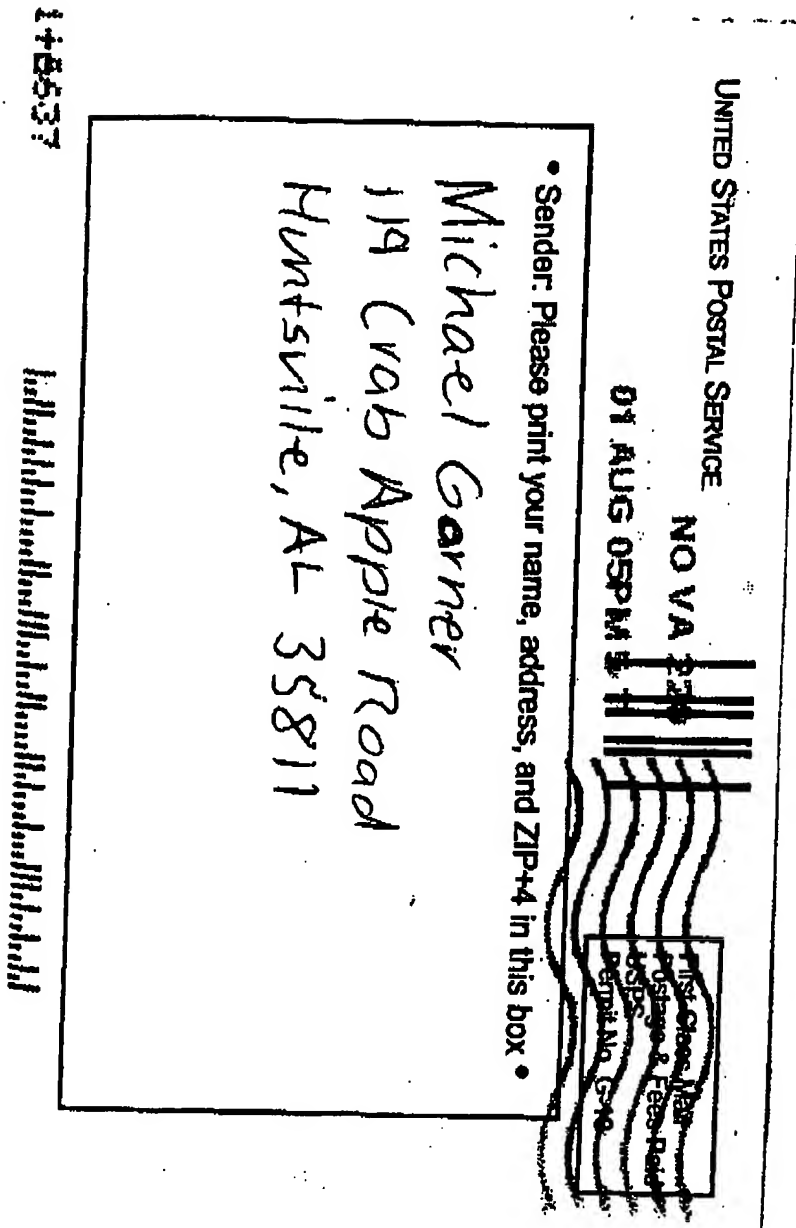 UNITED STATES POSTAL SERVICE
NO VA
01 AUG 05PM 5
First-Class Mail
Postage & Fees Paid
USPS
Permit No. G-10
• Sender: Please print your name, address, and ZIP+4 in this box •
Michael Garner
119 Crab Apple Road
Huntsville, AL 35811